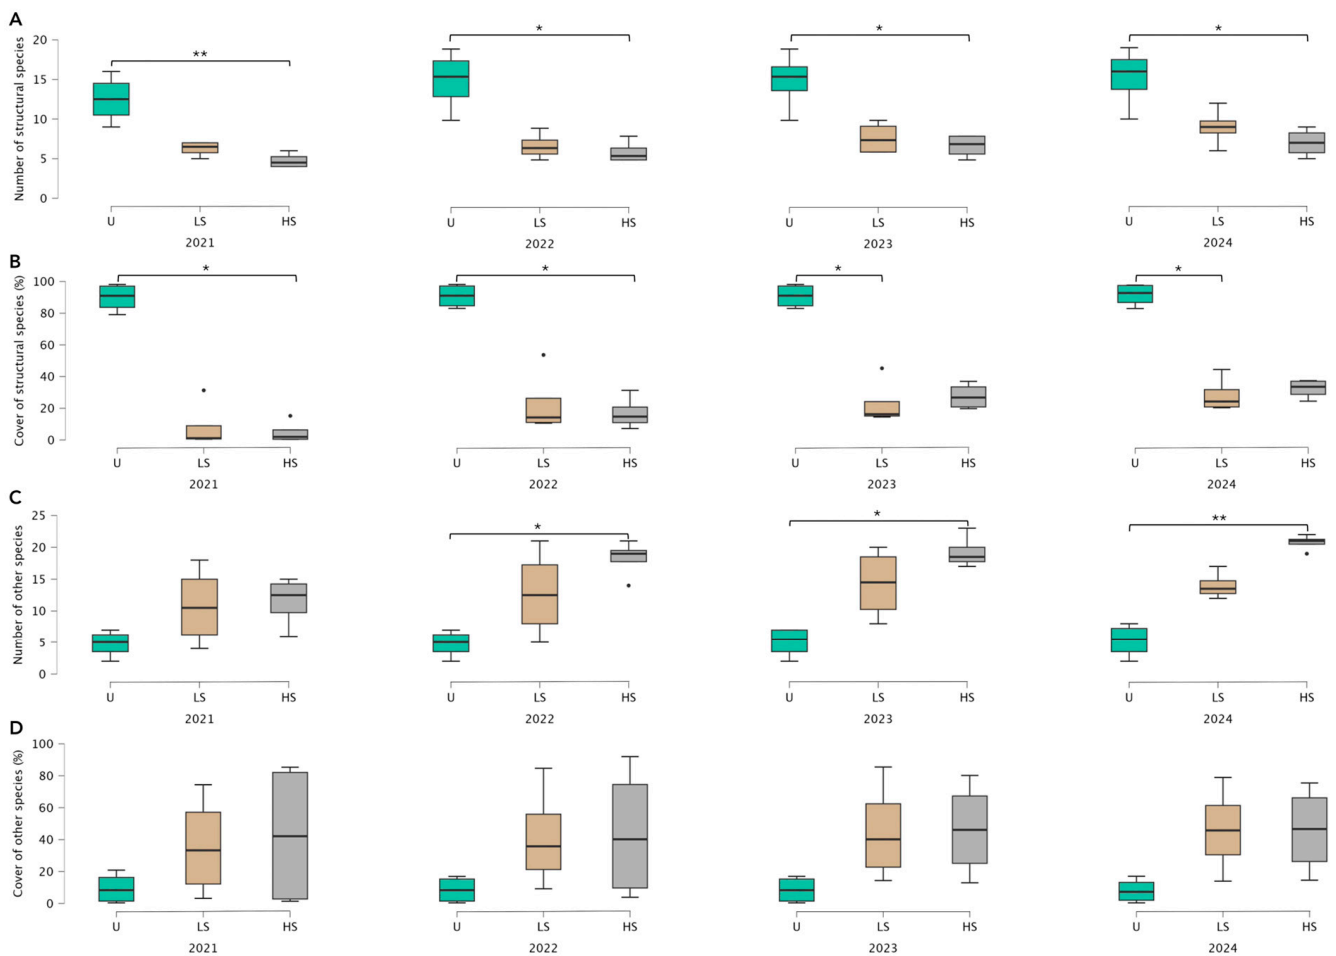 A
Number of structural species
20
15
10
5
0
**
U LS HS
2021
*
U LS HS
2022
*
U LS HS
2023
*
U LS HS
2024
B
Cover of structural species (%)
100
80
60
40
20
0
*
U LS HS
2021
*
U LS HS
2022
*
U LS HS
2023
*
U LS HS
2024
C
Number of other species
25
20
15
10
5
0
U LS HS
2021
*
U LS HS
2022
*
U LS HS
2023
**
U LS HS
2024
D
Cover of other species (%)
100
80
60
40
20
0
U LS HS
2021
U LS HS
2022
U LS HS
2023
U LS HS
2024